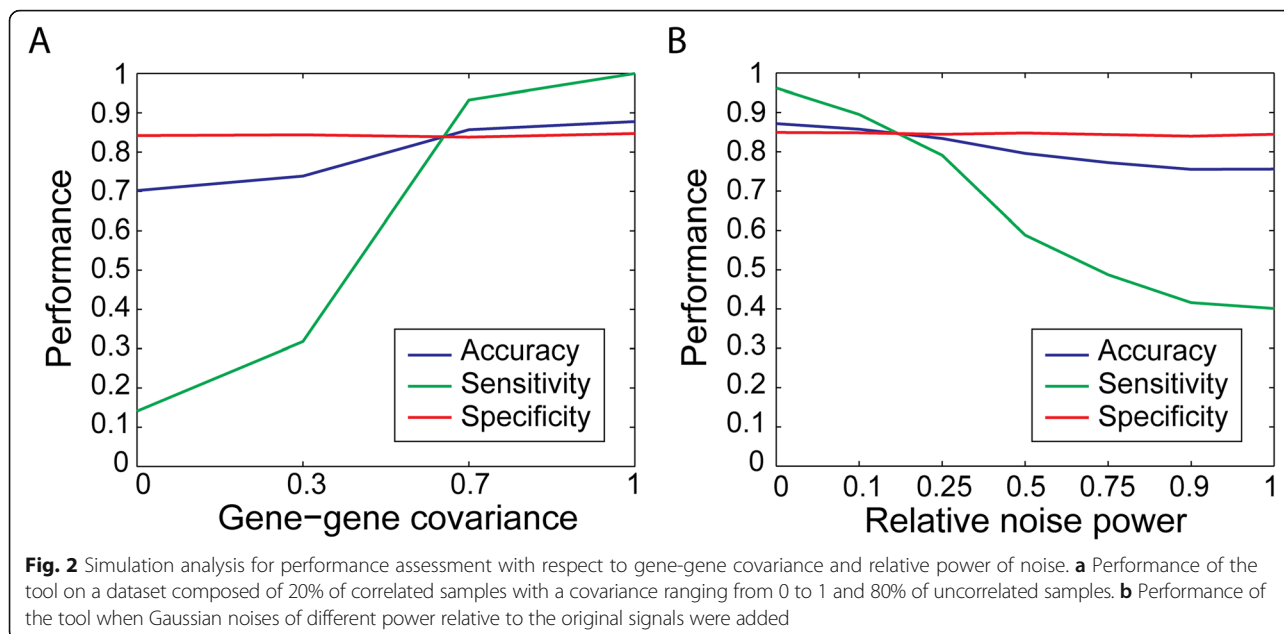 A
1
0.9
0.8
0.7
0.6
0.5
0.4
0.3
0.2
0.1
0
Performance
Accuracy
Sensitivity
Specificity
0 0.3 0.7 1
Gene−gene covariance
B
1
0.9
0.8
0.7
0.6
0.5
0.4
0.3
0.2
0.1
0
Performance
Accuracy
Sensitivity
Specificity
0 0.1 0.25 0.5 0.75 0.9 1
Relative noise power
Fig. 2 Simulation analysis for performance assessment with respect to gene-gene covariance and relative power of noise. a Performance of the
tool on a dataset composed of 20% of correlated samples with a covariance ranging from 0 to 1 and 80% of uncorrelated samples. b Performance of
the tool when Gaussian noises of different power relative to the original signals were added